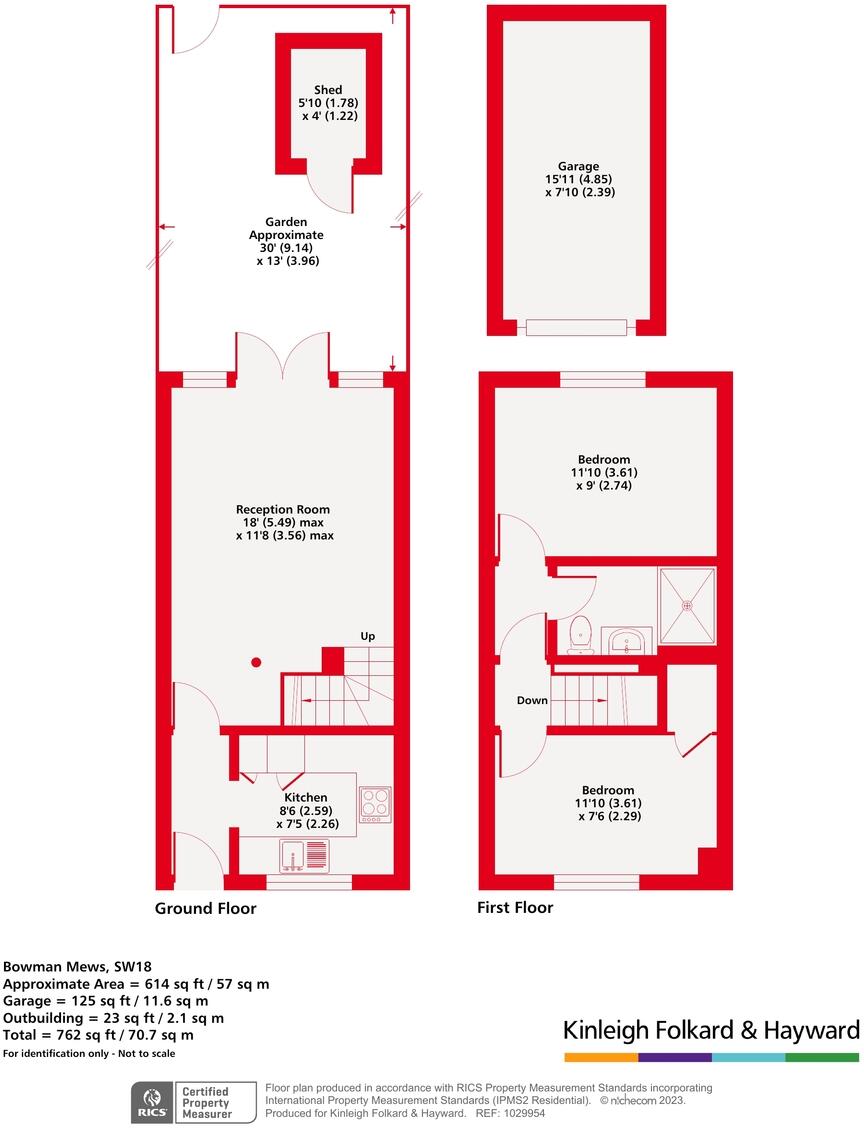 Shed
5'10 (1.78)
x 4' (1.22)
Garage
15'11 (4.85)
x 7'10 (2.39)
Garden
Approximate
30' (9.14)
x 13' (3.96)
Reception Room
18' (5.49) max
x 11'8 (3.56) max
Up
Kitchen
8'6 (2.59)
x 7'5 (2.26)
Ground Floor
Bedroom
11'10 (3.61)
x 9' (2.74)
Down
Bedroom
11'10 (3.61)
x 7'6 (2.29)
First Floor
Bowman Mews, SW18
Approximate Area = 614 sq ft / 57 sq m
Garage = 125 sq ft / 11.6 sq m
Outbuilding = 23 sq ft / 2.1 sq m
Total = 762 sq ft / 70.7 sq m
For identification only - Not to scale
Kinleigh Folkard & Hayward
RICS
Certified
Property
Measurer
Floor plan produced in accordance with RICS Property Measurement Standards incorporating
International Property Measurement Standards (IPMS2 Residential). © nichecom 2023.
Produced for Kinleigh Folkard & Hayward. REF: 1029954